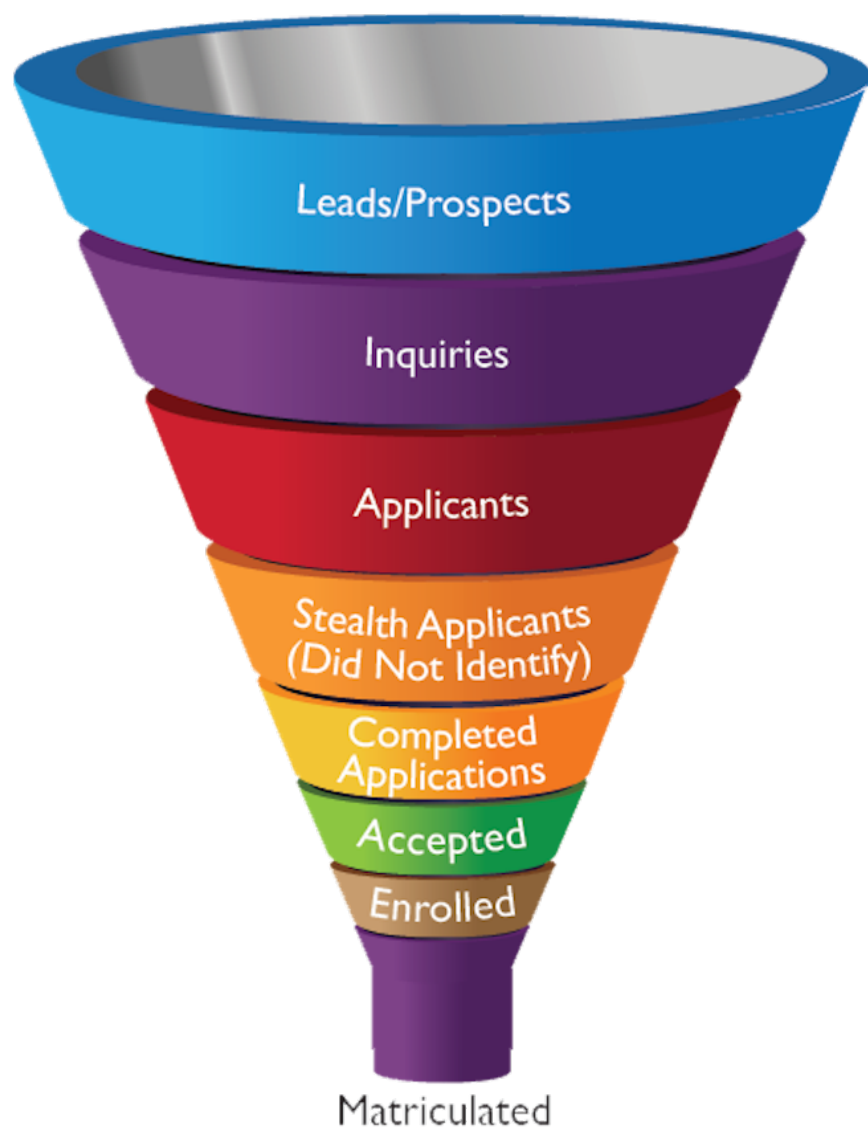 Leads/Prospects
Inquiries
Applicants
Stealth Applicants
(Did Not Identify)
Completed
Applications
Accepted
Enrolled
Matriculated